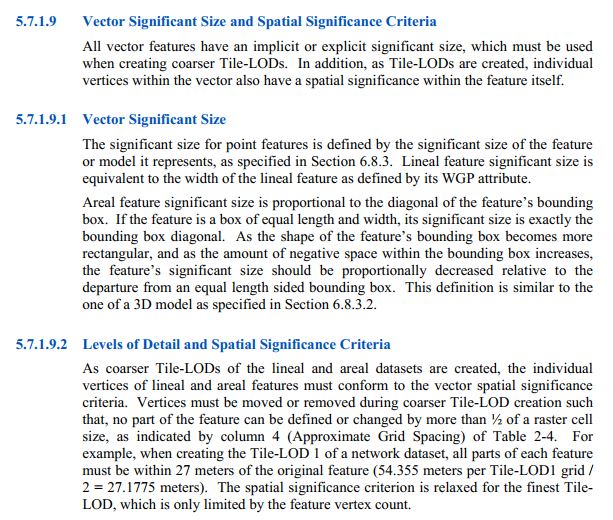 5.7.1.9 Vector Significant Size and Spatial Significance Criteria
All vector features have an implicit or explicit significant size, which must be used
when creating coarser Tile-LODs. In addition, as Tile-LODs are created, individual
vertices within the vector also have a spatial significance within the feature itself.
5.7.1.9.1 Vector Significant Size
The significant size for point features is defined by the significant size of the feature
or model it represents, as specified in Section 6.8.3. Lineal feature significant size is
equivalent to the width of the lineal feature as defined by its WGP attribute.
Areal feature significant size is proportional to the diagonal of the feature's bounding
box. If the feature is a box of equal length and width, its significant size is exactly the
bounding box diagonal. As the shape of the feature's bounding box becomes more
rectangular, and as the amount of negative space within the bounding box increases,
the feature's significant size should be proportionally decreased relative to the
departure from an equal length sided bounding box. This definition is similar to the
one of a 3D model as specified in Section 6.8.3.2.
5.7.1.9.2 Levels of Detail and Spatial Significance Criteria
As coarser Tile-LODs of the lineal and areal datasets are created, the individual
vertices of lineal and areal features must conform to the vector spatial significance
criteria. Vertices must be moved or removed during coarser Tile-LOD creation such
that, no part of the feature can be defined or changed by more than ½ of a raster cell
size, as indicated by column 4 (Approximate Grid Spacing) of Table 2-4. For
example, when creating the Tile-LOD 1 of a network dataset, all parts of each feature
must be within 27 meters of the original feature (54.355 meters per Tile-LOD1 grid /
2 = 27.1775 meters). The spatial significance criterion is relaxed for the finest Tile-
LOD, which is only limited by the feature vertex count.